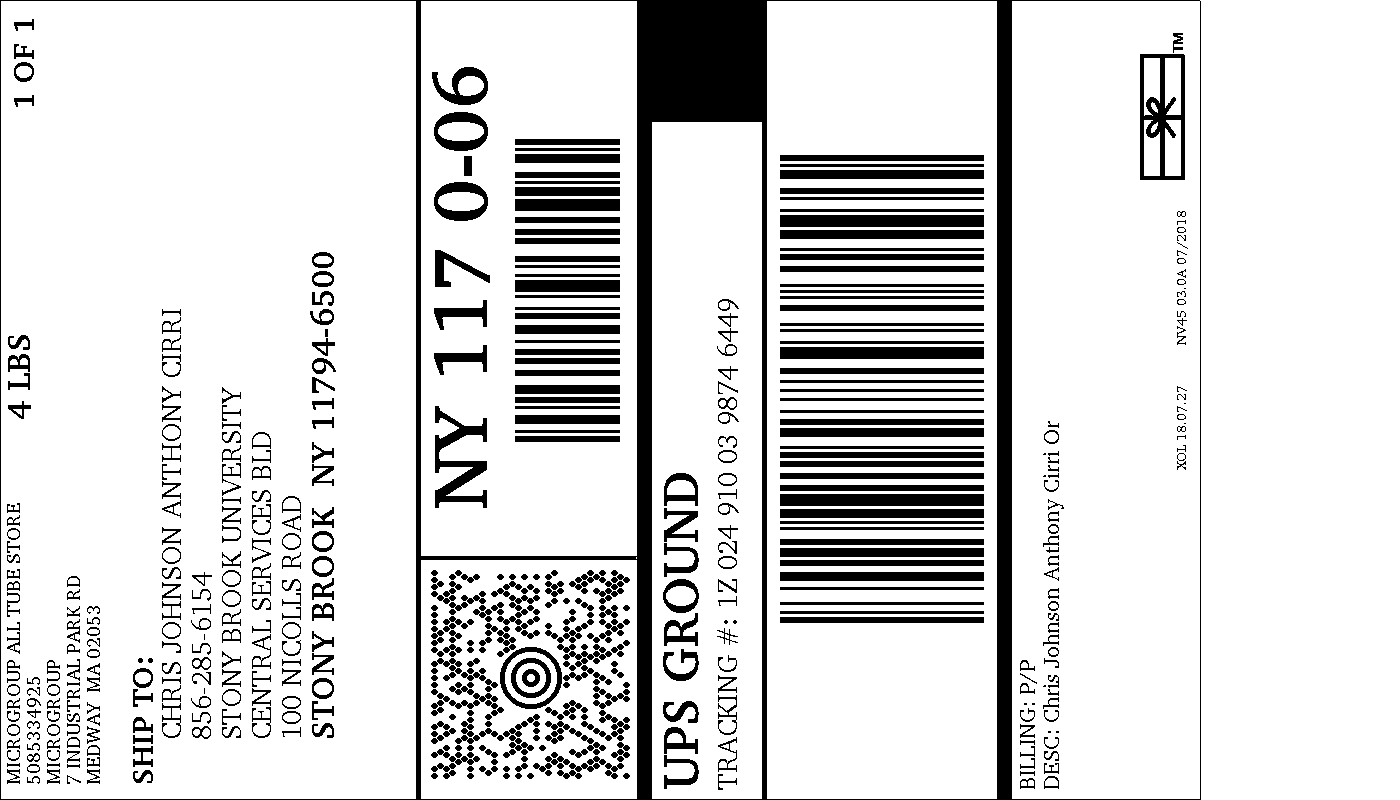 MICROGROUP ALL TUBE STORE
5085334925
MICROGROUP
7 INDUSTRIAL PARK RD
MEDWAY MA 02053
4 LBS
1 OF 1
SHIP TO:
CHRIS JOHNSON ANTHONY CIRRI
856-285-6154
STONY BROOK UNIVERSITY
CENTRAL SERVICES BLD
100 NICOLLS ROAD
STONY BROOK NY 11794-6500
NY 117 0-06
UPS GROUND
TRACKING #: 1Z 024 910 03 9874 6449
BILLING: P/P
DESC: Chris Johnson Anthony Cirri Or
XOL 18.07.27 NV45 03.0A 07/2018
TM